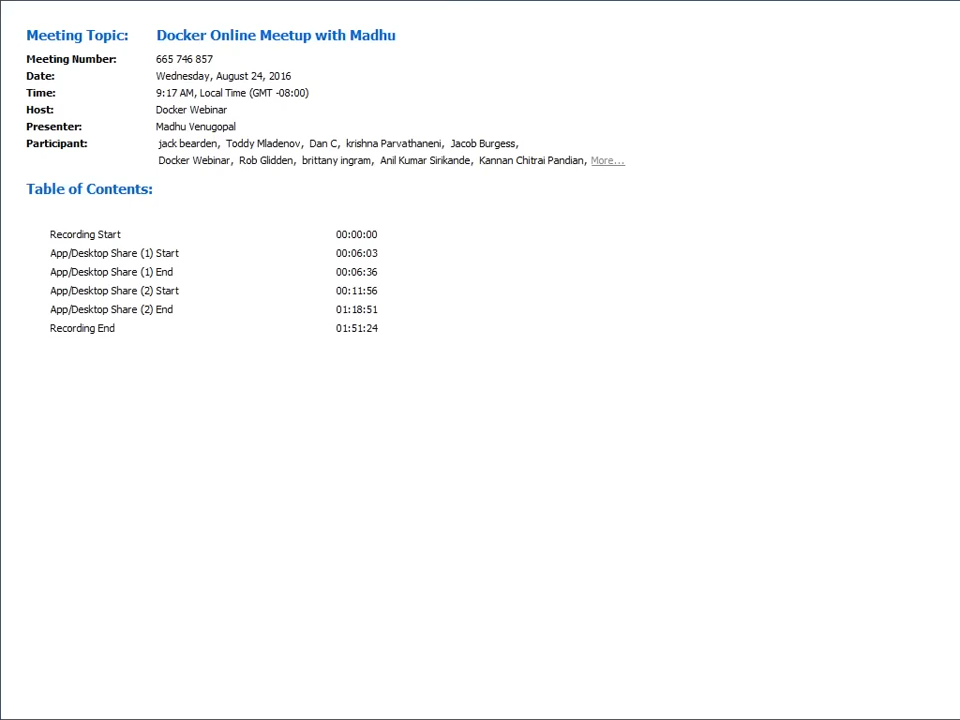 Meeting Topic: Docker Online Meetup with Madhu
Meeting Number: 665 746 857
Date: Wednesday, August 24, 2016
Time: 9:17 AM, Local Time (GMT -08:00)
Host: Docker Webinar
Presenter: Madhu Venugopal
Participant: jack bearden, Toddy Mladenov, Dan C, krishna Parvathaneni, Jacob Burgess,
Docker Webinar, Rob Glidden, brittany ingram, Anil Kumar Sirikande, Kannan Chitrai Pandian, More...
Table of Contents:
Recording Start 00:00:00
App/Desktop Share (1) Start 00:06:03
App/Desktop Share (1) End 00:06:36
App/Desktop Share (2) Start 00:11:56
App/Desktop Share (2) End 01:18:51
Recording End 01:51:24